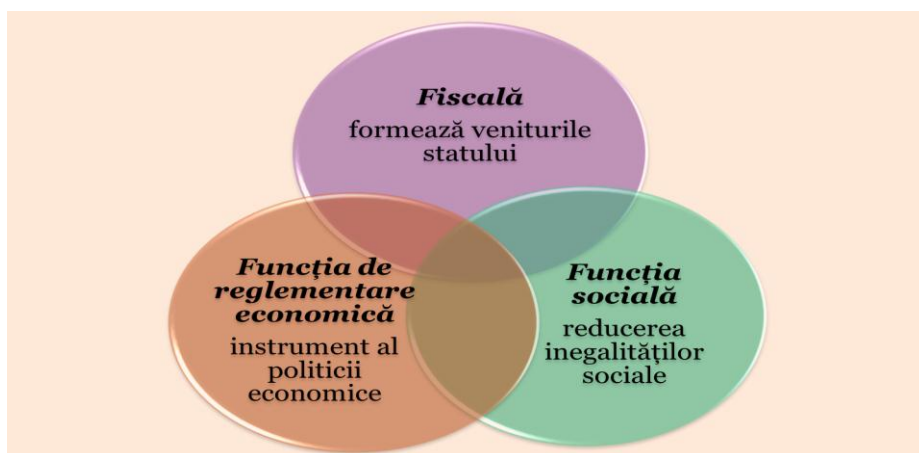 Fiscală
formează veniturile
statului
Funcția de
reglementare
economică
instrument al
politicii
economice
Funcția
socială
reducerea
inegalităților
sociale